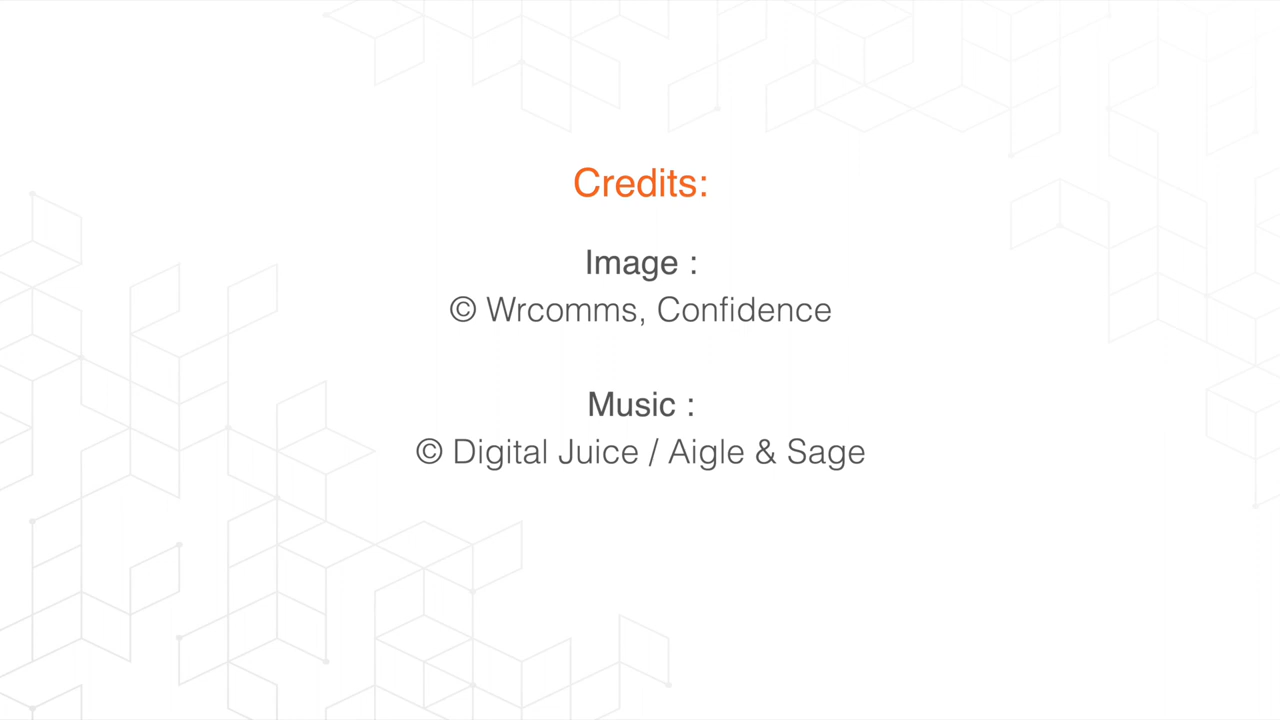 Credits:
Image :
© Wrcomms, Confidence
Music :
© Digital Juice / Aigle & Sage